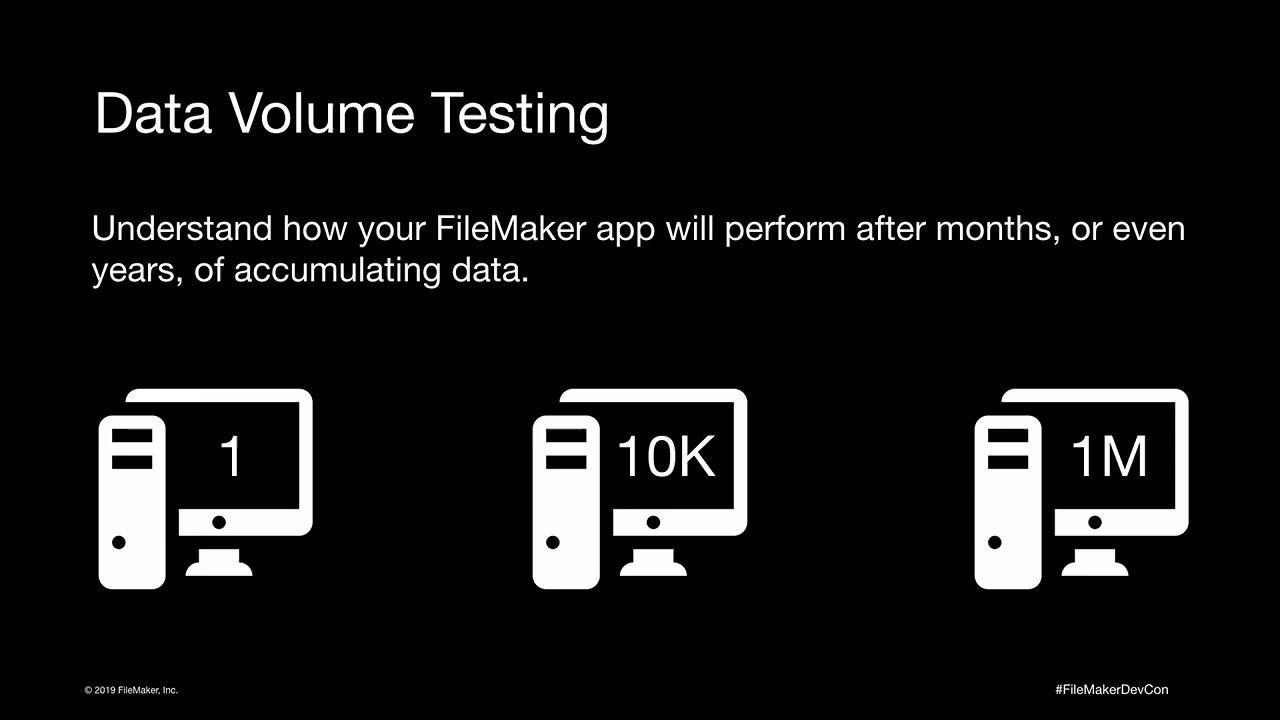 Data Volume Testing
Understand how your FileMaker app will perform after months, or even
years, of accumulating data.
1
10K
1M
© 2019 FileMaker, Inc.
#FileMakerDevCon